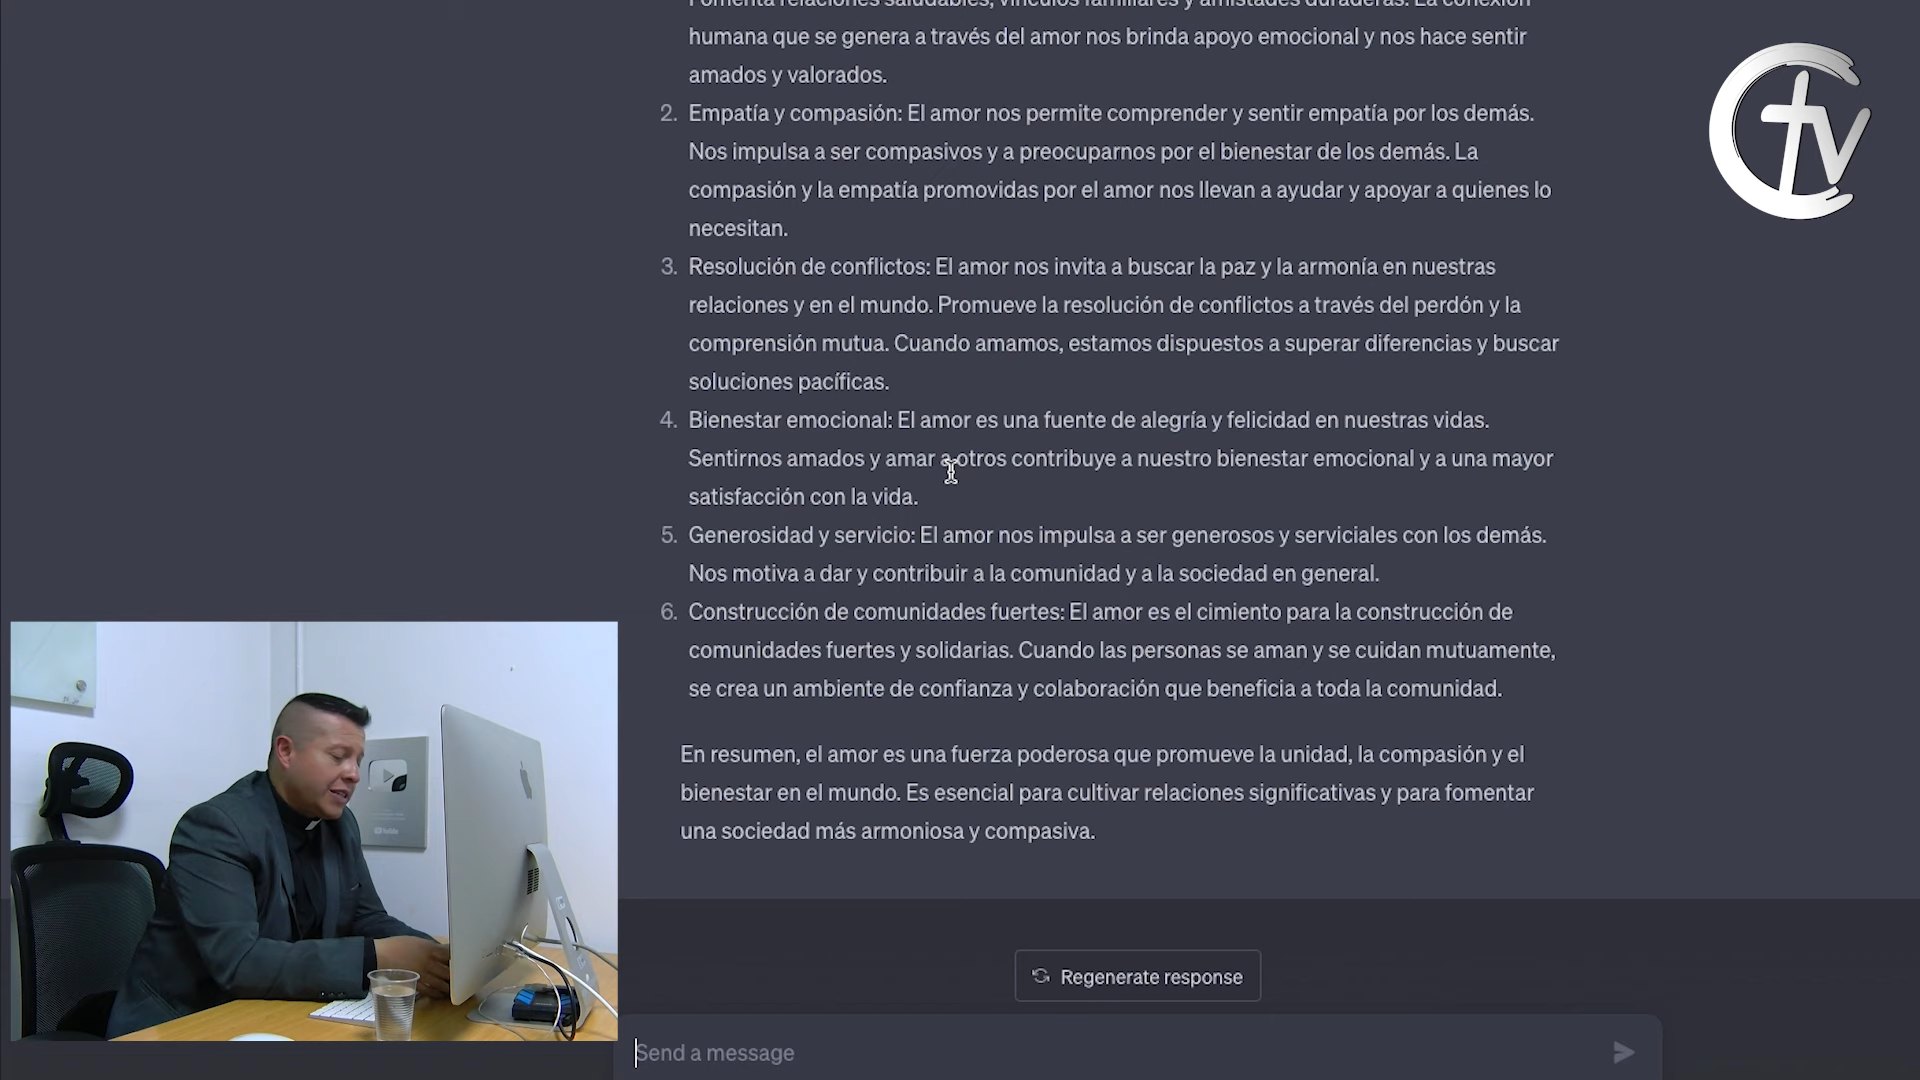 Fomenta relaciones saludables, vínculos familiares y amistades duraderas. La conexión
humana que se genera a través del amor nos brinda apoyo emocional y nos hace sentir
amados y valorados.
2. Empatía y compasión: El amor nos permite comprender y sentir empatía por los demás.
Nos impulsa a ser compasivos y a preocuparnos por el bienestar de los demás. La
compasión y la empatía promovidas por el amor nos llevan a ayudar y apoyar a quienes lo
necesitan.
3. Resolución de conflictos: El amor nos invita a buscar la paz y la armonía en nuestras
relaciones y en el mundo. Promueve la resolución de conflictos a través del perdón y la
comprensión mutua. Cuando amamos, estamos dispuestos a superar diferencias y buscar
soluciones pacíficas.
4. Bienestar emocional: El amor es una fuente de alegría y felicidad en nuestras vidas.
Sentirnos amados y amar a otros contribuye a nuestro bienestar emocional y a una mayor
satisfacción con la vida.
5. Generosidad y servicio: El amor nos impulsa a ser generosos y serviciales con los demás.
Nos motiva a dar y contribuir a la comunidad y a la sociedad en general.
6. Construcción de comunidades fuertes: El amor es el cimiento para la construcción de
comunidades fuertes y solidarias. Cuando las personas se aman y se cuidan mutuamente,
se crea un ambiente de confianza y colaboración que beneficia a toda la comunidad.
En resumen, el amor es una fuerza poderosa que promueve la unidad, la compasión y el
bienestar en el mundo. Es esencial para cultivar relaciones significativas y para fomentar
una sociedad más armoniosa y compasiva.
Regenerate response
Send a message
CTV
YouTube